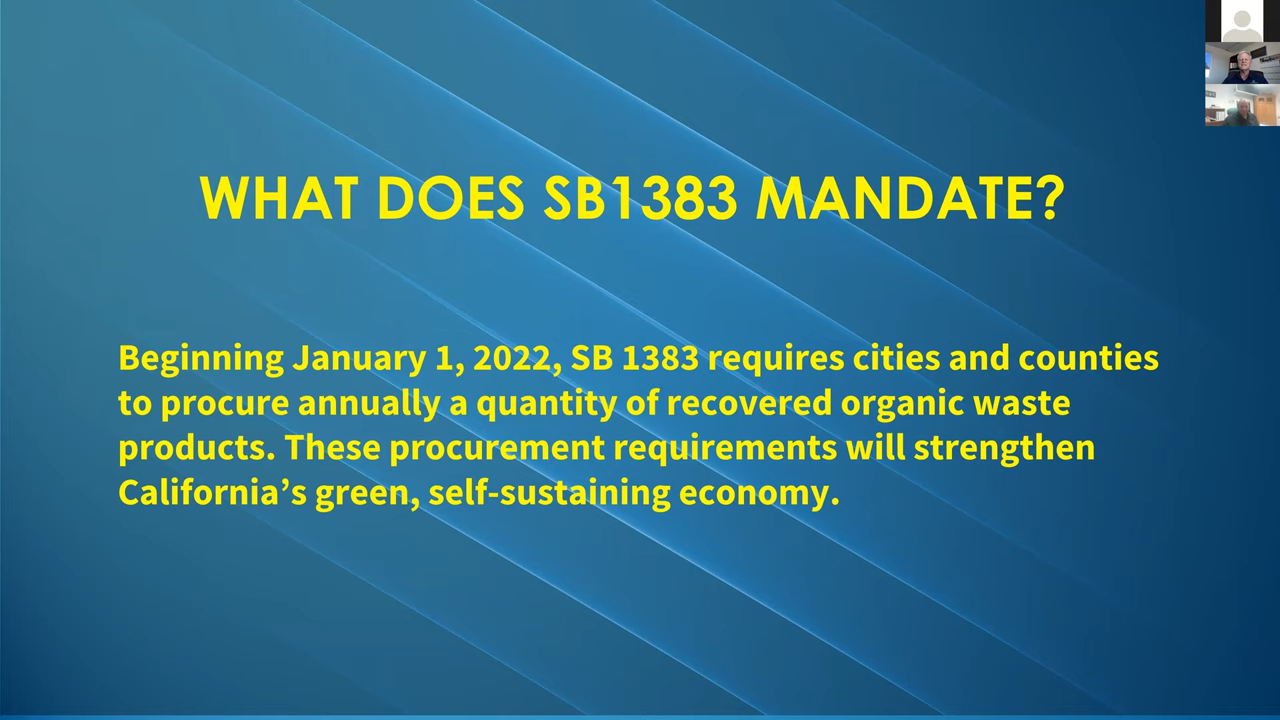 WHAT DOES SB1383 MANDATE?
Beginning January 1, 2022, SB 1383 requires cities and counties
to procure annually a quantity of recovered organic waste
products. These procurement requirements will strengthen
California’s green, self-sustaining economy.